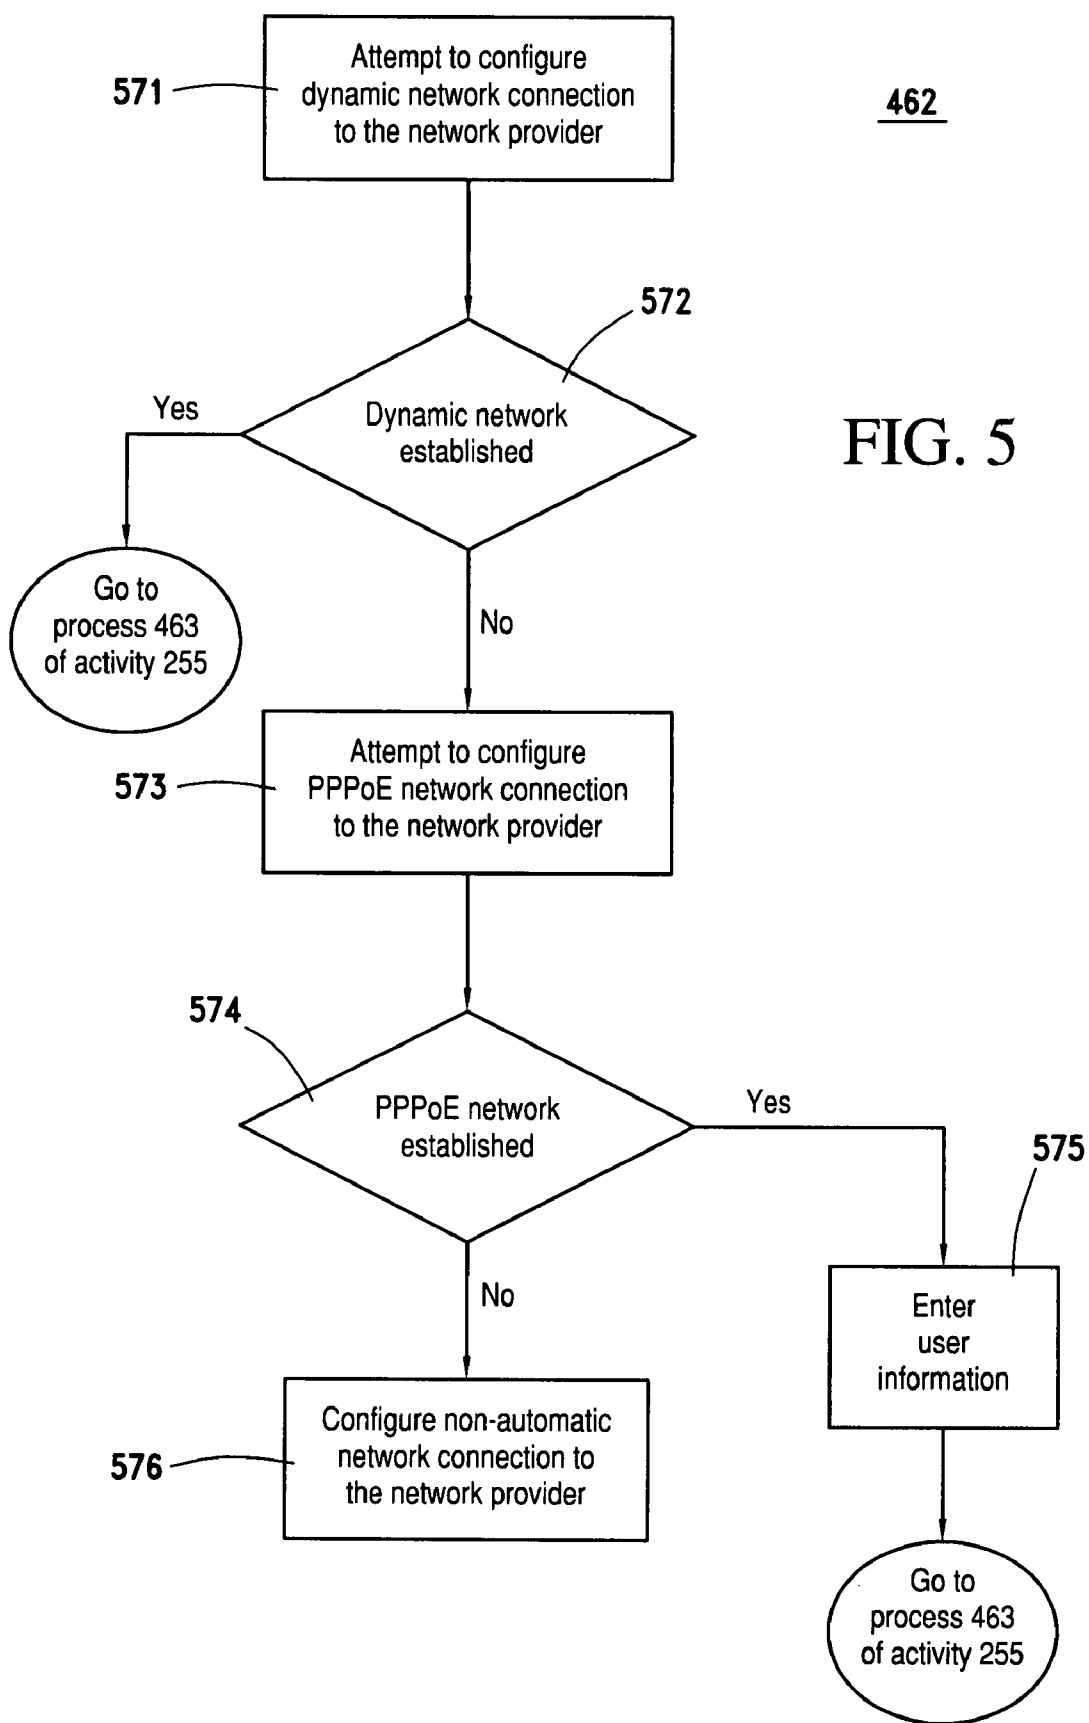 Attempt to configure
dynamic network connection
to the network provider
571
462
572
Dynamic network
established
Yes
FIG. 5
Go to
process 463
of activity 255
No
Attempt to configure
PPPoE network connection
to the network provider
573
574
PPPoE network
established
Yes
575
No
Enter
user
information
Configure non-automatic
network connection to
the network provider
576
Go to
process 463
of activity 255